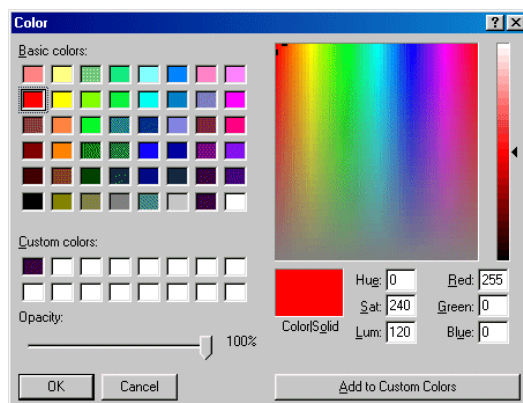 Color
Basic colors:
Custom colors:
Opacity:
100%
OK
Cancel
Color|Solid
Hue: 0
Sat: 240
Lum: 120
Red: 255
Green: 0
Blue: 0
Add to Custom Colors